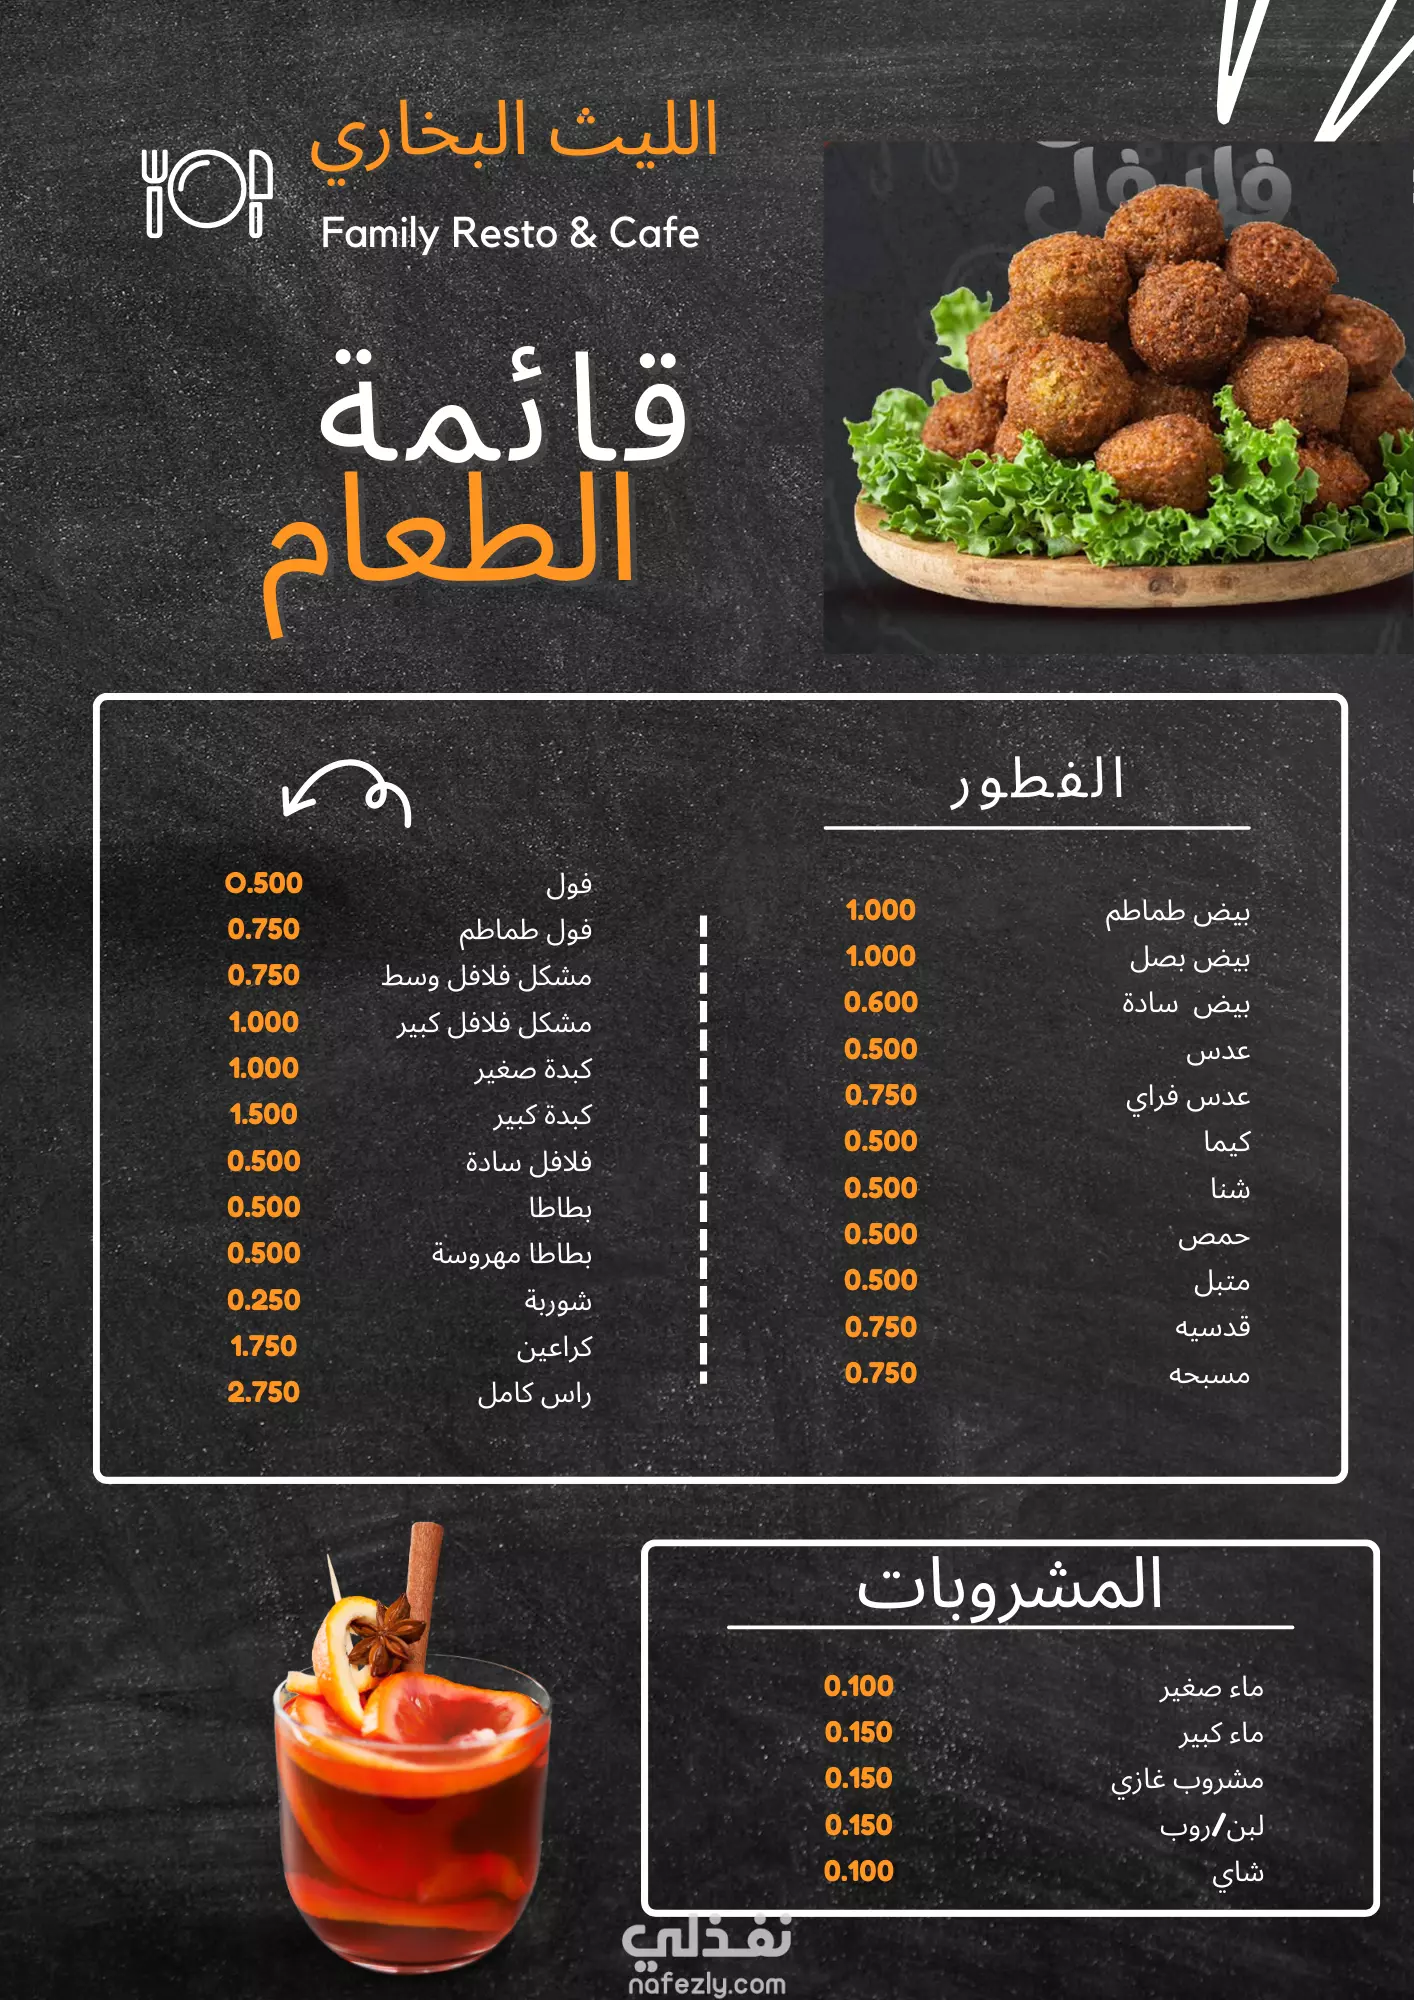 الليث البخاري
Family Resto & Cafe
فلافل
قائمة
الطعام
الفطور
بيض طماطم 1.000
بيض بصل 1.000
بيض سادة 0.600
عدس 0.500
عدس فراي 0.750
كيما 0.500
شنا 0.500
حمص 0.500
متبل 0.500
قدسيه 0.750
مسبحه 0.750
فول 0.500
فول طماطم 0.750
مشكل فلافل وسط 0.750
مشكل فلافل كبير 1.000
كبدة صغير 1.000
كبدة كبير 1.500
فلافل سادة 0.500
بطاطا 0.500
بطاطا مهروسة 0.500
شوربة 0.250
كراعين 1.750
راس كامل 2.750
المشروبات
ماء صغير 0.100
ماء كبير 0.150
مشروب غازي 0.150
لبن/روب 0.150
شاي 0.100
نفذلي
nafezly.com